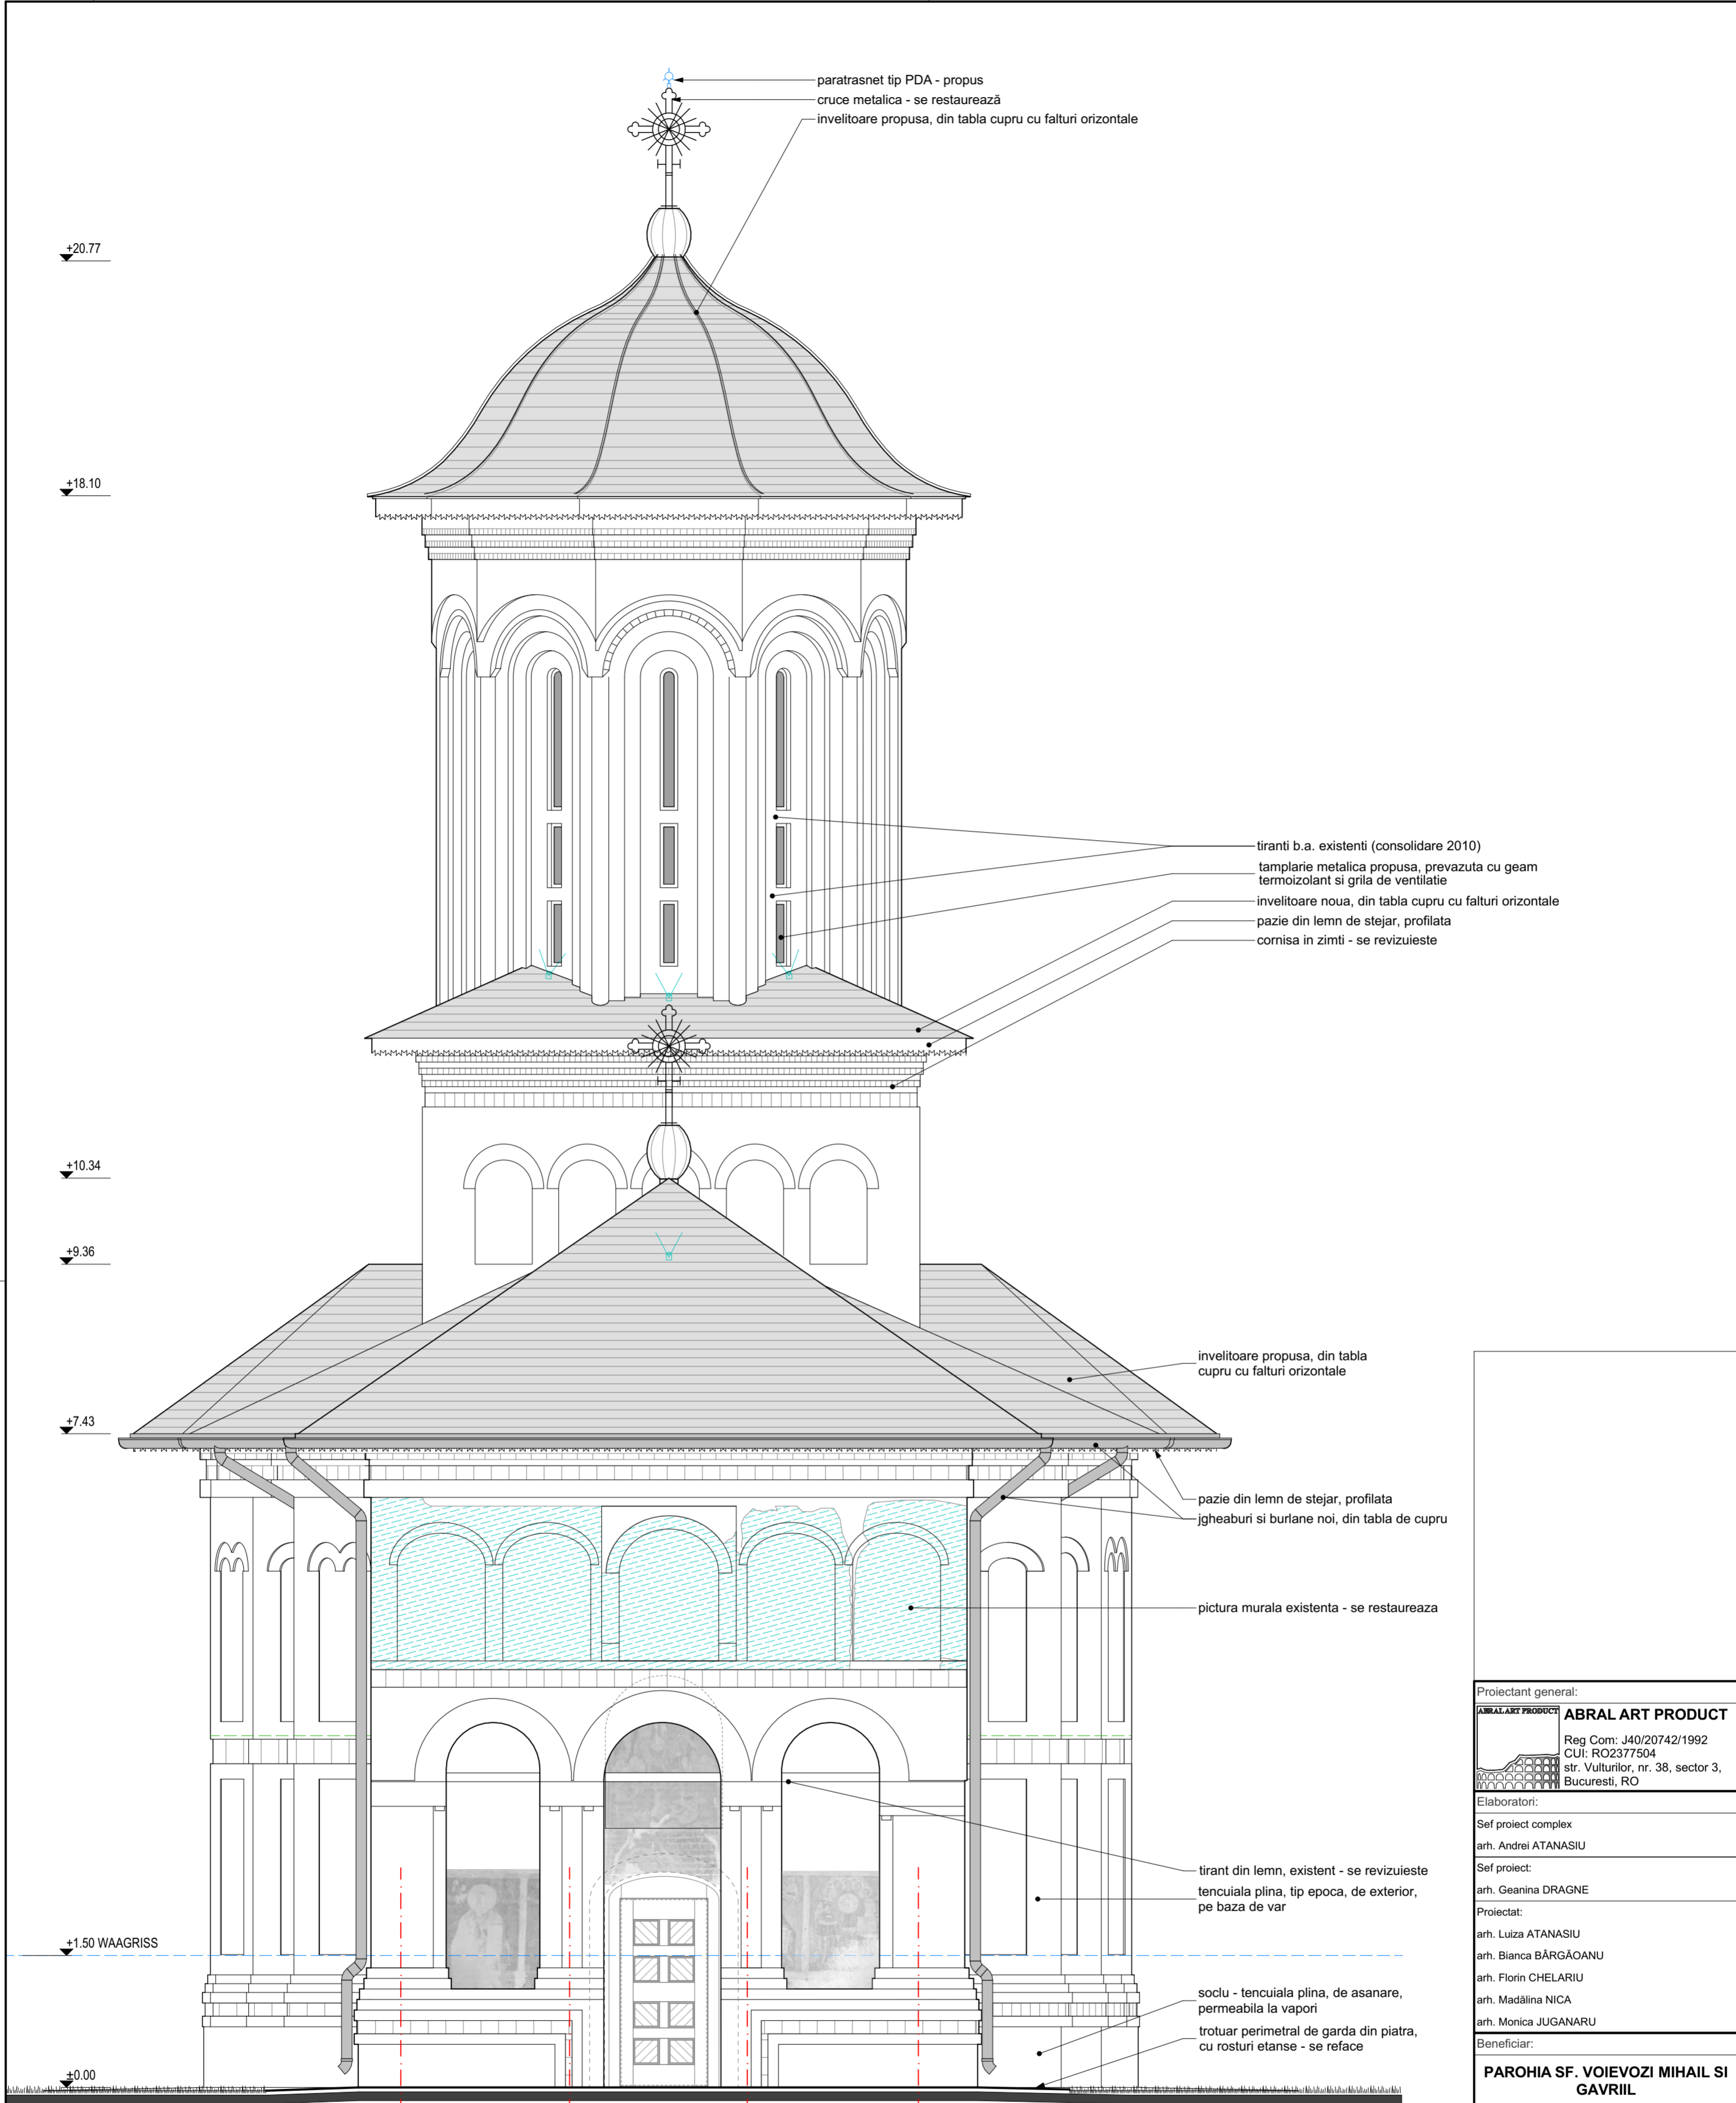 paratrasnet tip PDA - propus
cruce metalica - se restaurează
invelitoare propusa, din tabla cupru cu falturi orizontale
+20.77
+18.10
tiranti b.a. existenti (consolidare 2010)
tamplarie metalica propusa, prevazuta cu geam
termoizolant si grila de ventilatie
invelitoare noua, din tabla cupru cu falturi orizontale
pazie din lemn de stejar, profilata
cornisa in zimti - se revizuieste
+10.34
+9.36
invelitoare propusa, din tabla
cupru cu falturi orizontale
+7.43
pazie din lemn de stejar, profilata
jgheaburi si burlane noi, din tabla de cupru
pictura murala existenta - se restaureaza
tirant din lemn, existent - se revizuieste
tencuiala plina, tip epoca, de exterior,
pe baza de var
+1.50 WAAGRISS
soclu - tencuiala plina, de asanare,
permeabila la vapori
trotuar perimetral de garda din piatra,
cu rosturi etanse - se reface
±0.00
Proiectant general:
ABRAL ART PRODUCT
ABRAL ART PRODUCT
Reg Com: J40/20742/1992
CUI: RO2377504
str. Vulturilor, nr. 38, sector 3,
Bucuresti, RO
Elaboratori:
Sef proiect complex
arh. Andrei ATANASIU
Sef proiect:
arh. Geanina DRAGNE
Proiectat:
arh. Luiza ATANASIU
arh. Bianca BÂRGĂOANU
arh. Florin CHELARIU
arh. Madălina NICA
arh. Monica JUGANARU
Beneficiar:
PAROHIA SF. VOIEVOZI MIHAIL SI
GAVRIIL